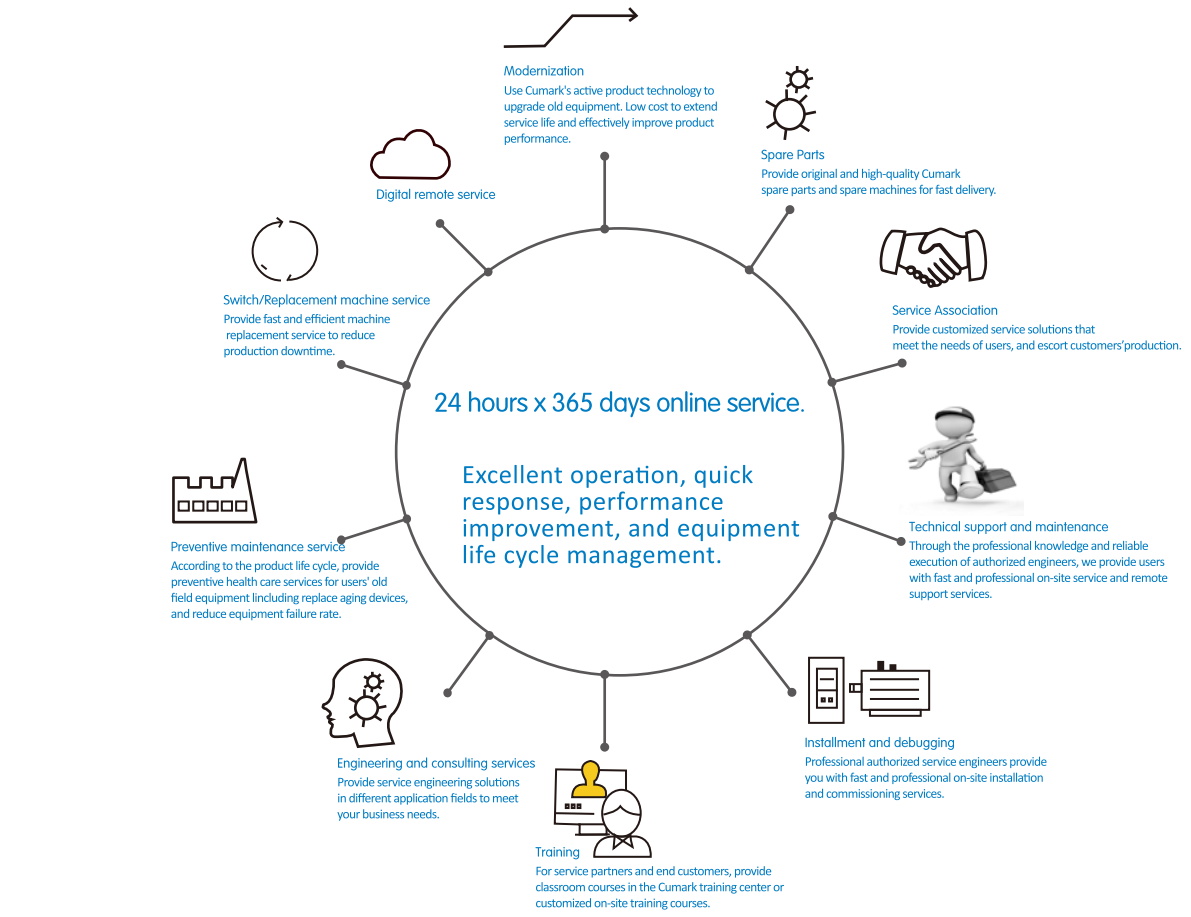 Modernization
Use Cumark's active product technology to
upgrade old equipment. Low cost to extend
service life and effectively improve product
performance.
Spare Parts
Provide original and high-quality Cumark
spare parts and spare machines for fast delivery.
Digital remote service
Service Association
Provide customized service solutions that
meet the needs of users, and escort customers'production.
Switch/Replacement machine service
Provide fast and efficient machine
replacement service to reduce
production downtime.
24 hours x 365 days online service.
Excellent operation, quick
response, performance
improvement, and equipment
life cycle management.
Technical support and maintenance
Through the professional knowledge and reliable
execution of authorized engineers, we provide users
with fast and professional on-site service and remote
support services.
Preventive maintenance service
According to the product life cycle, provide
preventive health care services for users' old
field equipment lincluding replace aging devices,
and reduce equipment failure rate.
Installment and debugging
Professional authorized service engineers provide
you with fast and professional on-site installation
and commissioning services.
Engineering and consulting services
Provide service engineering solutions
in different application fields to meet
your business needs.
Training
For service partners and end customers, provide
classroom courses in the Cumark training center or
customized on-site training courses.